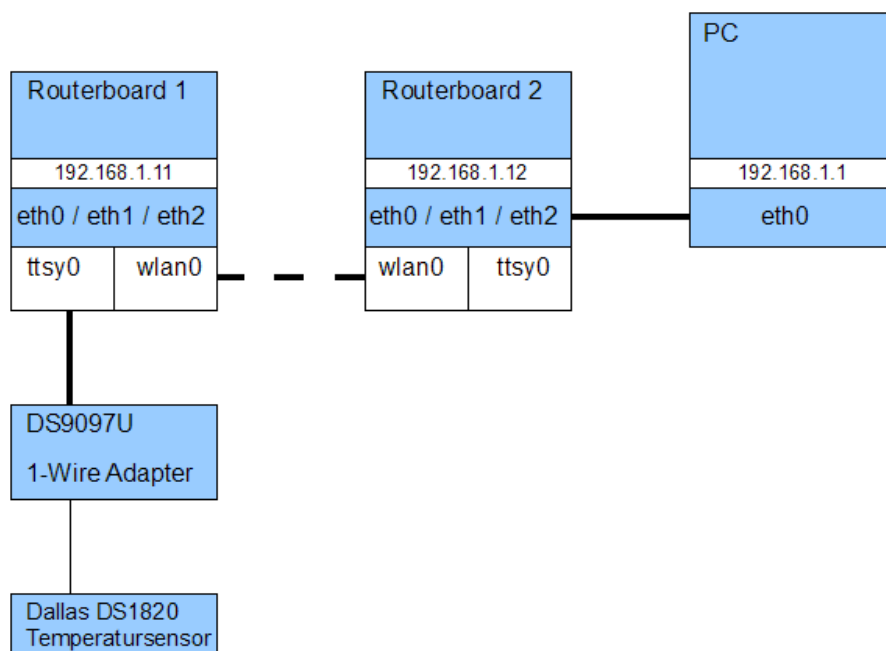 PC
Routerboard 1
Routerboard 2
192.168.1.11
192.168.1.12
192.168.1.1
eth0 / eth1 / eth2
eth0 / eth1 / eth2
eth0
ttsy0
wlan0
wlan0
ttsy0
DS9097U
1-Wire Adapter
Dallas DS1820
Temperatursensor